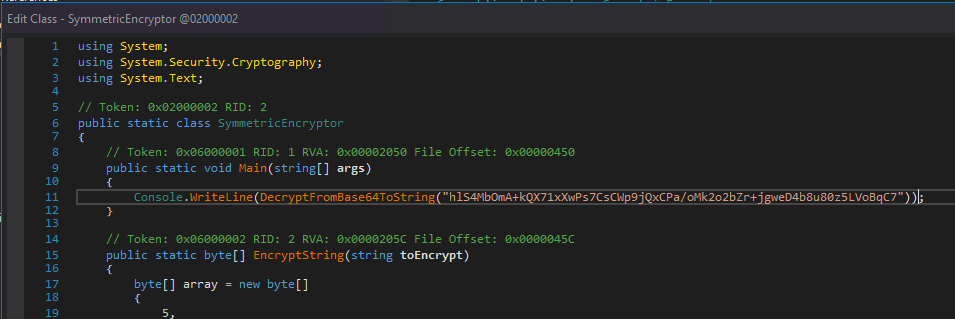 Edit Class - SymmetricEncryptor @02000002
1 using System;
2 using System.Security.Cryptography;
3 using System.Text;
4
5 // Token: 0x02000002 RID: 2
6 public static class SymmetricEncryptor
7 {
8 // Token: 0x06000001 RID: 1 RVA: 0x00002050 File Offset: 0x00000450
9 public static void Main(string[] args)
10 {
11 Console.WriteLine(DecryptFromBase64ToString("hlS4MbOmA+kQX71xXwPs7CsCWp9jQxCPa/oMk2o2bZr+jgweD4b8u80z5LVoBqC7"));
12 }
13
14 // Token: 0x06000002 RID: 2 RVA: 0x0000205C File Offset: 0x0000045C
15 public static byte[] EncryptString(string toEncrypt)
16 {
17 byte[] array = new byte[]
18 {
19 5,